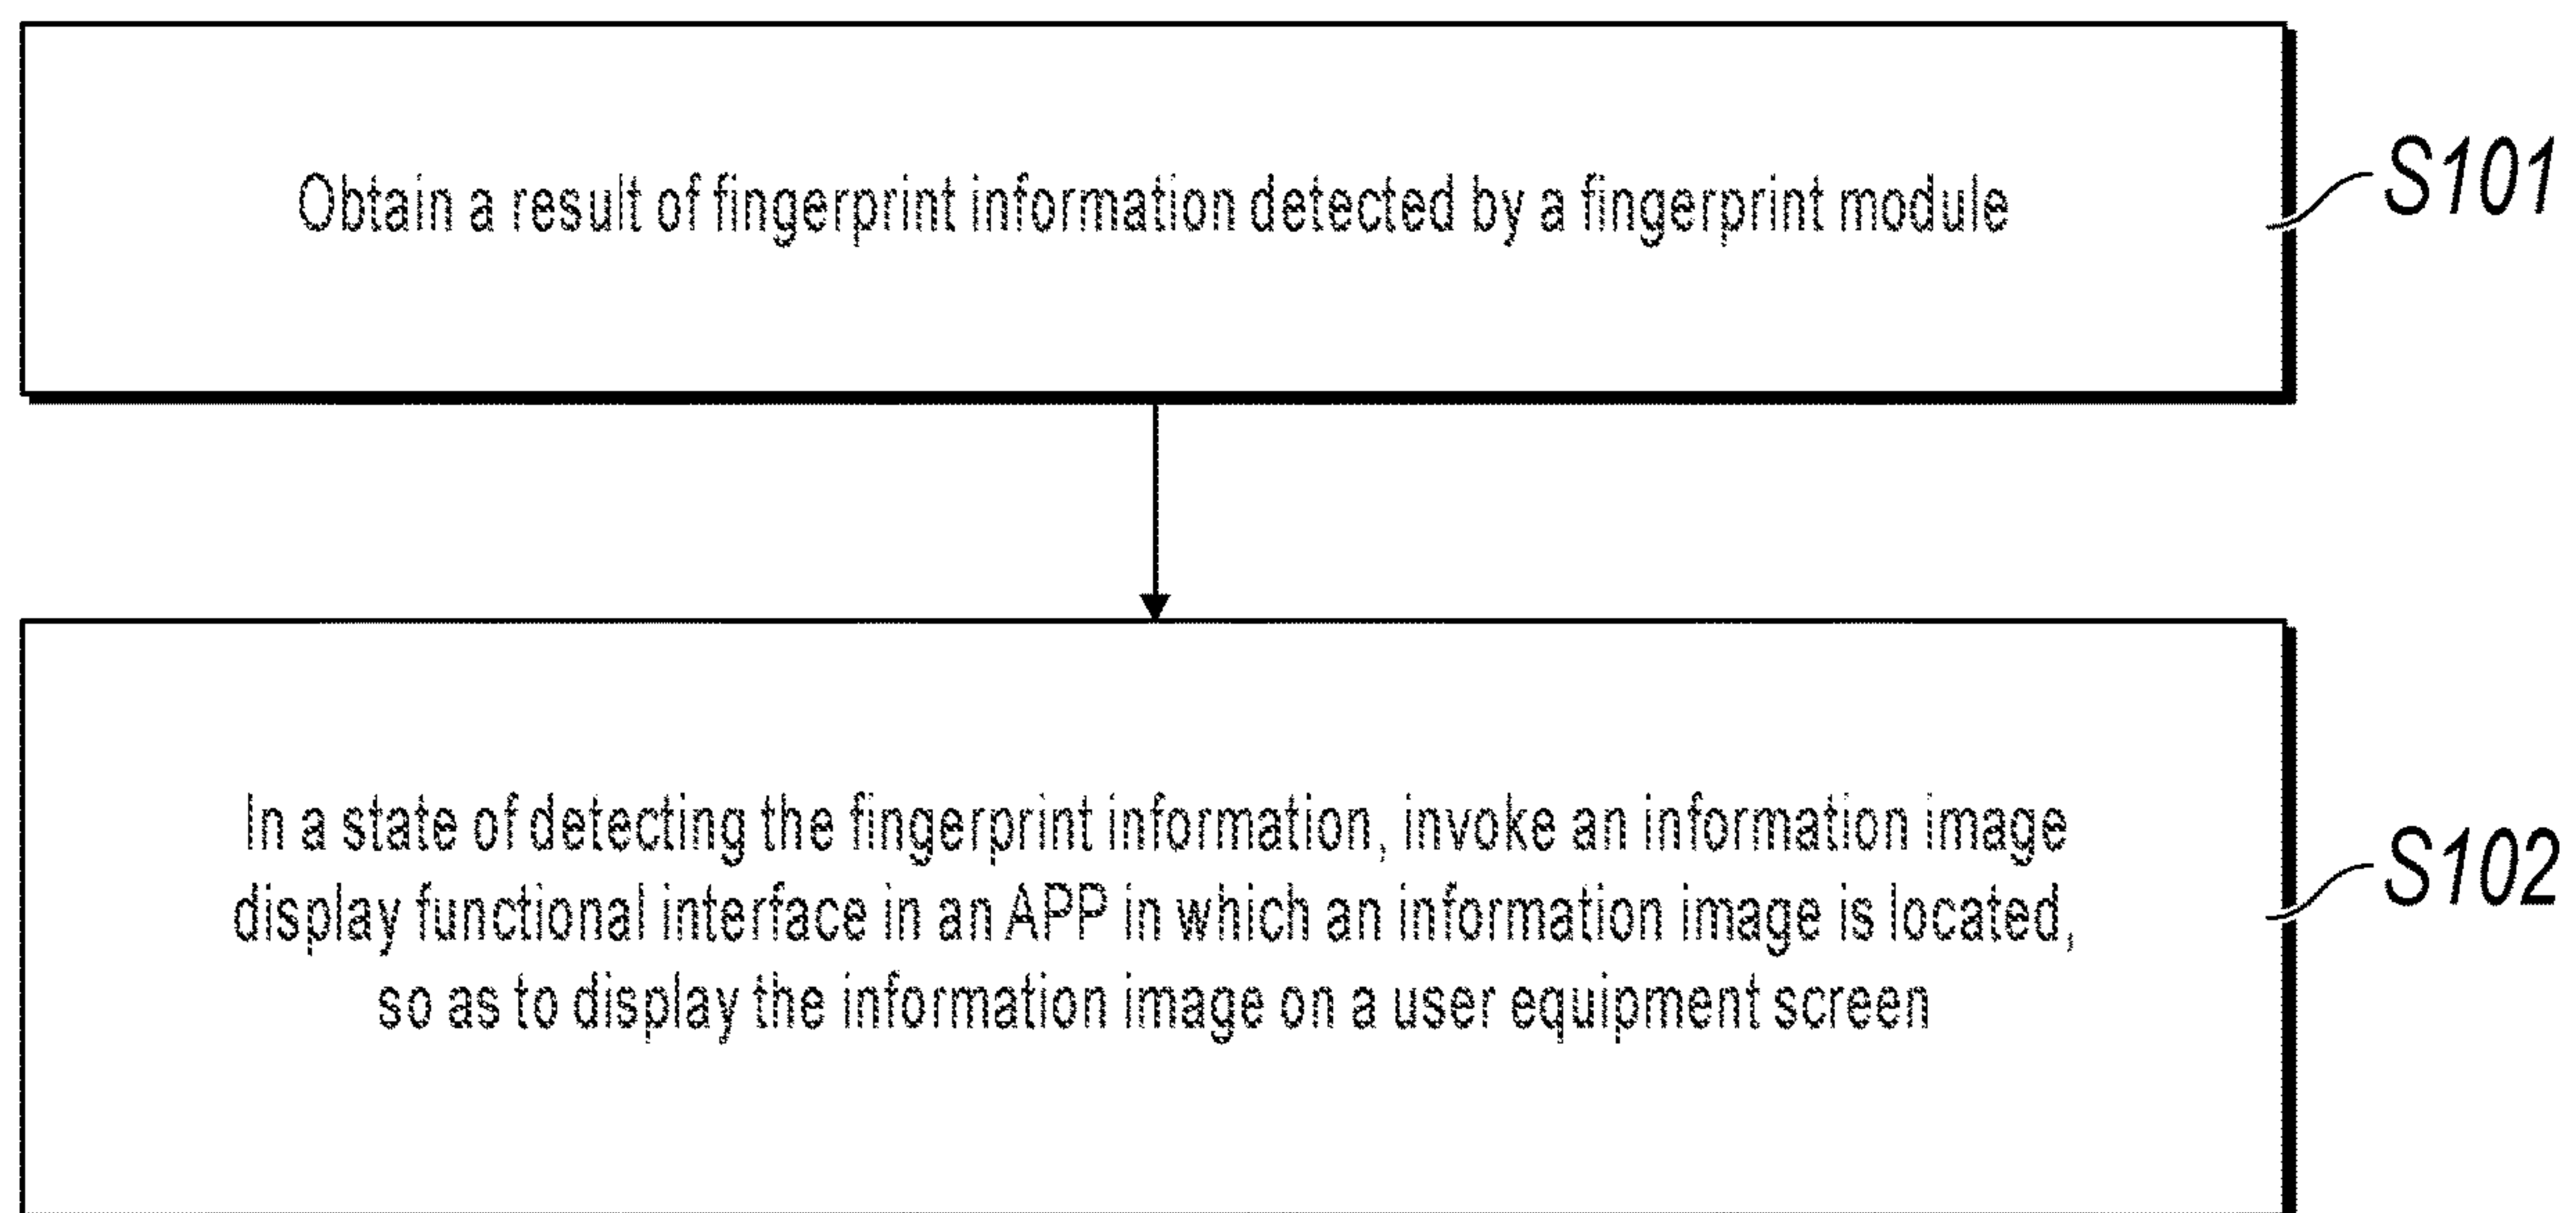 Obtain a result of fingerprint information detected by a fingerprint module
S101
In a state of detecting the fingerprint information, invoke an information image
display functional interface in an APP in which an information image is located,
so as to display the information image on a user equipment screen
S102